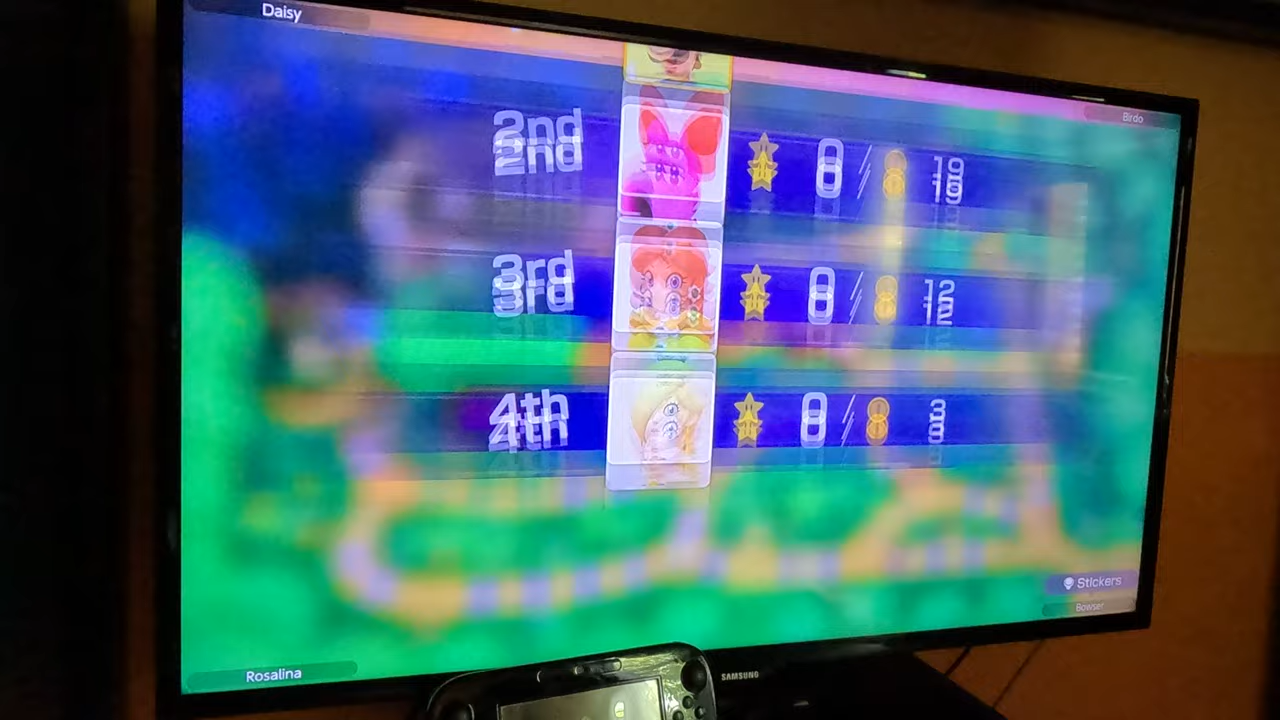 Daisy
Birdo
2nd 0 / 19
3rd 0 / 12
4th 0 / 3
Stickers
Bowser
Rosalina
SAMSUNG